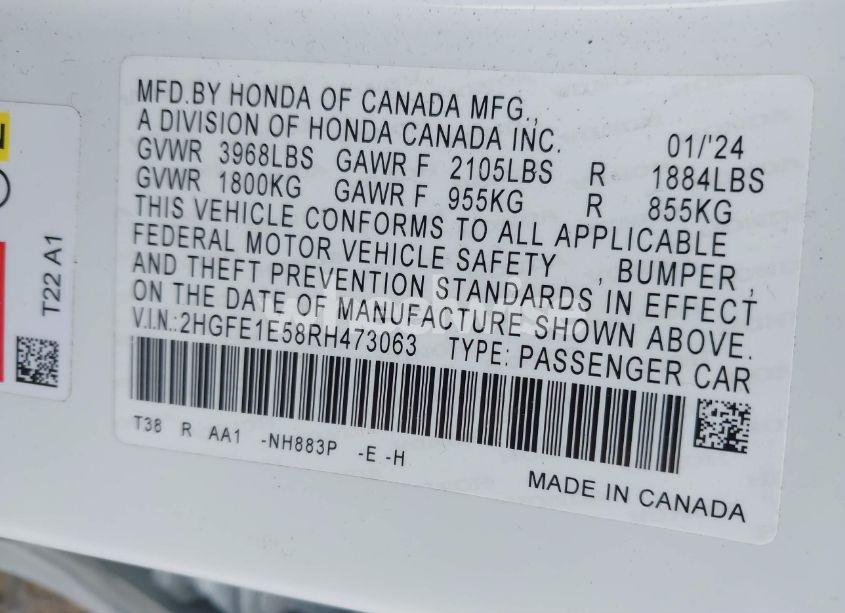 MFD.BY HONDA OF CANADA MFG.,
A DIVISION OF HONDA CANADA INC. 01/'24
GVWR 3968LBS GAWR F 2105LBS R 1884LBS
GVWR 1800KG GAWR F 955KG R 855KG
THIS VEHICLE CONFORMS TO ALL APPLICABLE
FEDERAL MOTOR VEHICLE SAFETY , BUMPER ,
AND THEFT PREVENTION STANDARDS IN EFFECT
ON THE DATE OF MANUFACTURE SHOWN ABOVE.
V.I.N.:2HGFE1E58RH473063 TYPE: PASSENGER CAR
T38 R AA1 -NH883P -E -H
MADE IN CANADA
T22 A1